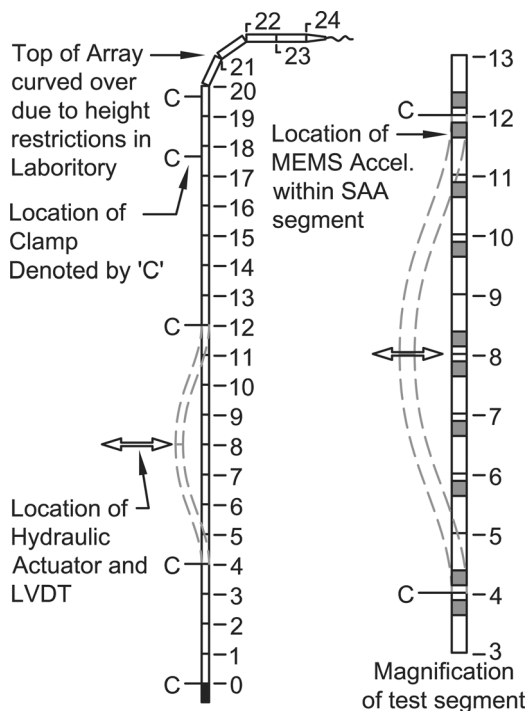 Top of Array
curved over
due to height
restrictions in
Laboritory
Location of
Clamp
Denoted by 'C'
Location of
Hydraulic
Actuator and
LVDT
22
24
23
21
C
20
19
C
18
17
16
15
14
13
C
12
11
10
9
8
7
6
5
C
4
3
2
1
C
0
Location of
MEMS Accel.
within SAA
segment
13
C
12
11
10
9
8
7
6
5
C
4
3
Magnification
of test segment